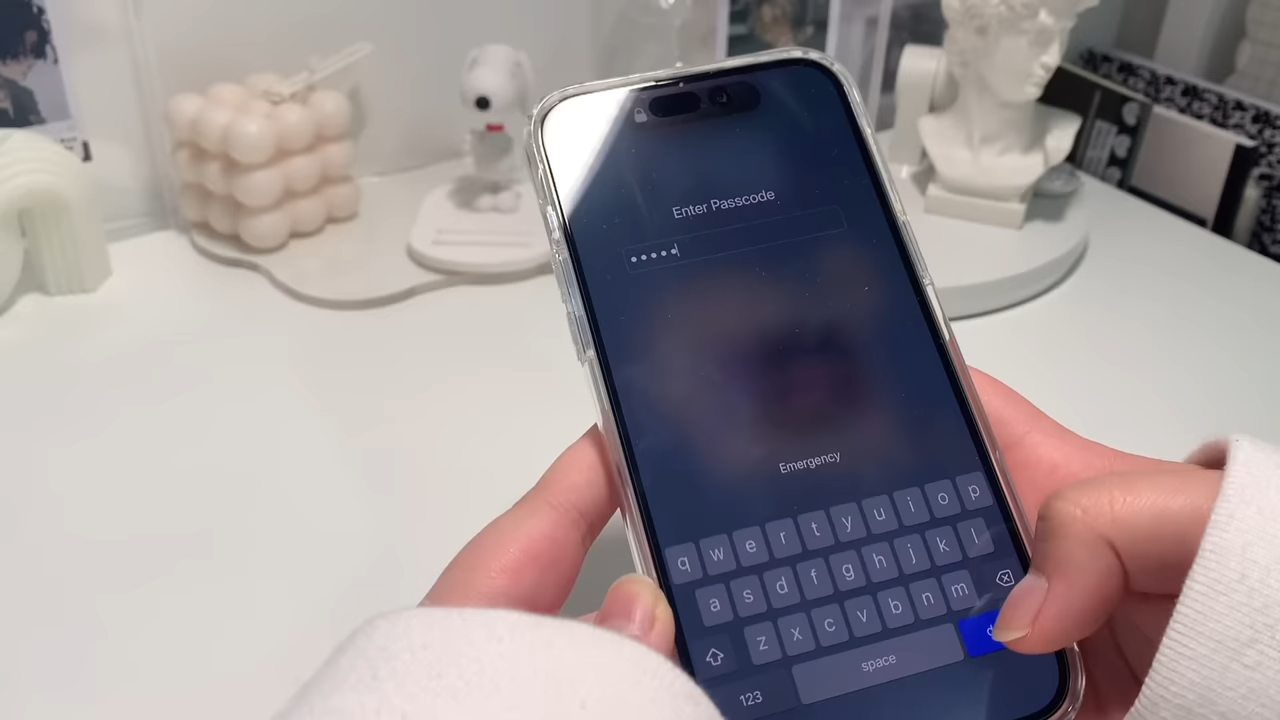 Enter Passcode
•••••
Emergency
q w e r t y u i o p
a s d f g h j k l
z x c v b n m
123 space